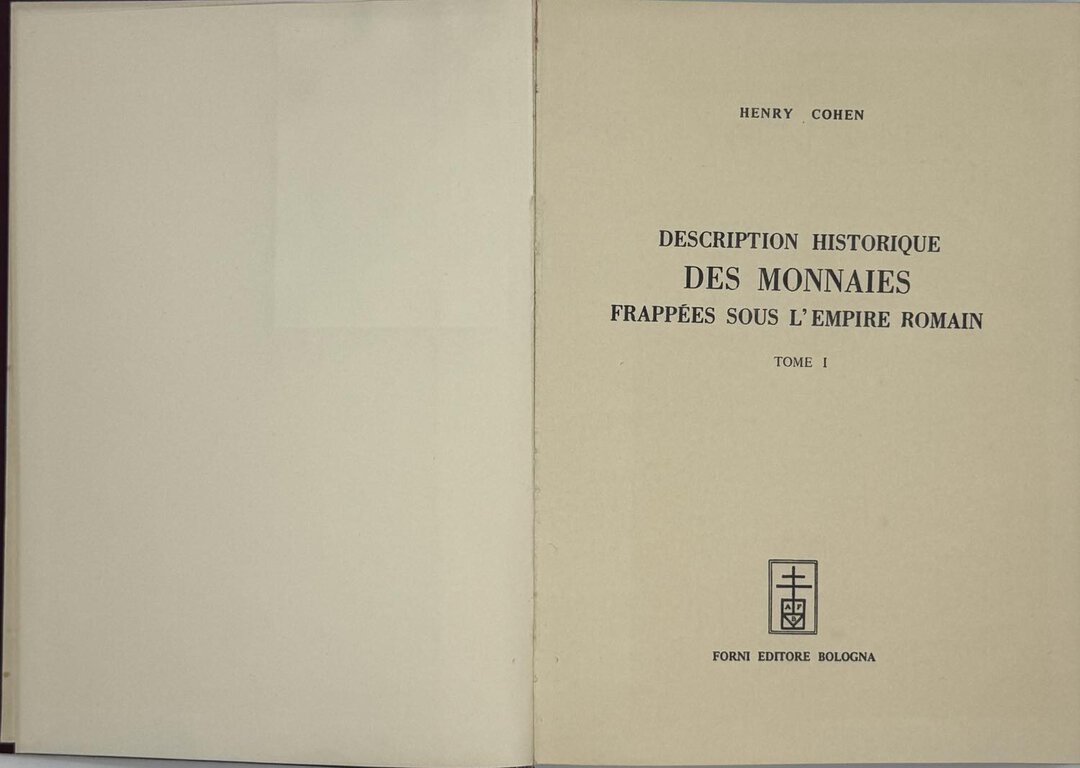 HENRY COHEN
DESCRIPTION HISTORIQUE
DES MONNAIES
FRAPPÉES SOUS L'EMPIRE ROMAIN
TOME I
A F
B
FORNI EDITORE BOLOGNA